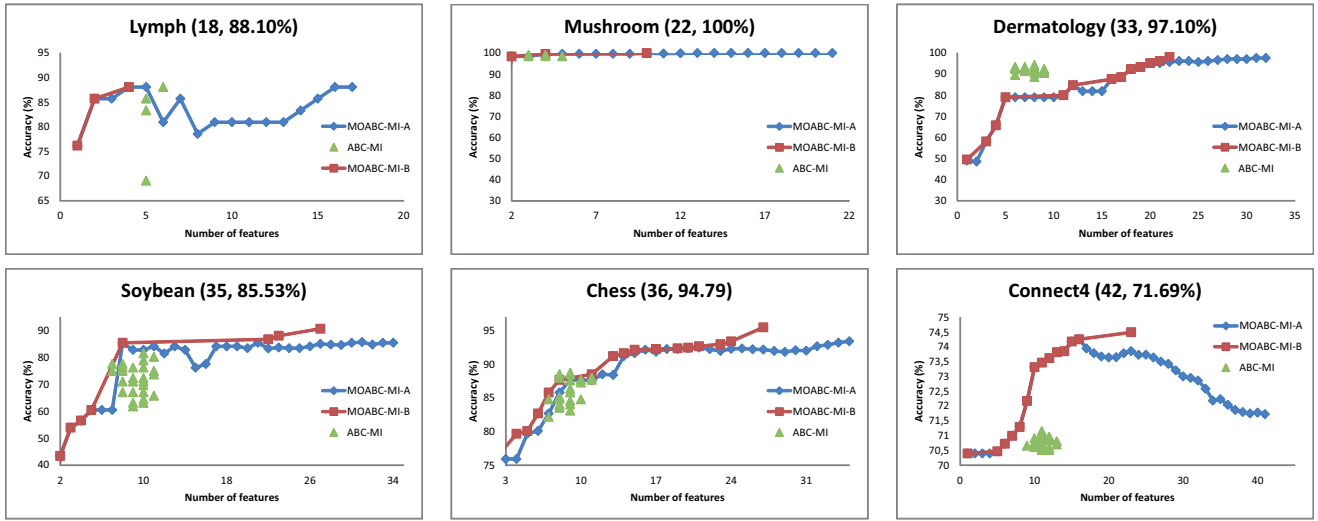 Lymph (18, 88.10%)
95
90
85
80
75
70
65
0
5
10
15
20
Accuracy (%)
Number of features
MOABC-MI-A
ABC-MI
MOABC-MI-B
Mushroom (22, 100%)
100
90
80
70
60
50
40
30
2
7
12
17
22
Accuracy (%)
Number of features
MOABC-MI-A
MOABC-MI-B
ABC-MI
Dermatology (33, 97.10%)
100
90
80
70
60
50
40
30
0
5
10
15
20
25
30
35
Accuracy (%)
Number of features
MOABC-MI-A
MOABC-MI-B
ABC-MI
Soybean (35, 85.53%)
90
80
70
60
50
40
2
10
18
26
34
Accuracy (%)
Number of features
MOABC-MI-A
MOABC-MI-B
ABC-MI
Chess (36, 94.79)
95
90
85
80
75
3
10
17
24
31
Accuracy (%)
Number of features
MOABC-MI-A
MOABC-MI-B
ABC-MI
Connect4 (42, 71.69%)
75
74,5
74
73,5
73
72,5
72
71,5
71
70,5
70
0
10
20
30
40
Accuracy (%)
Number of features
MOABC-MI-A
MOABC-MI-B
ABC-MI